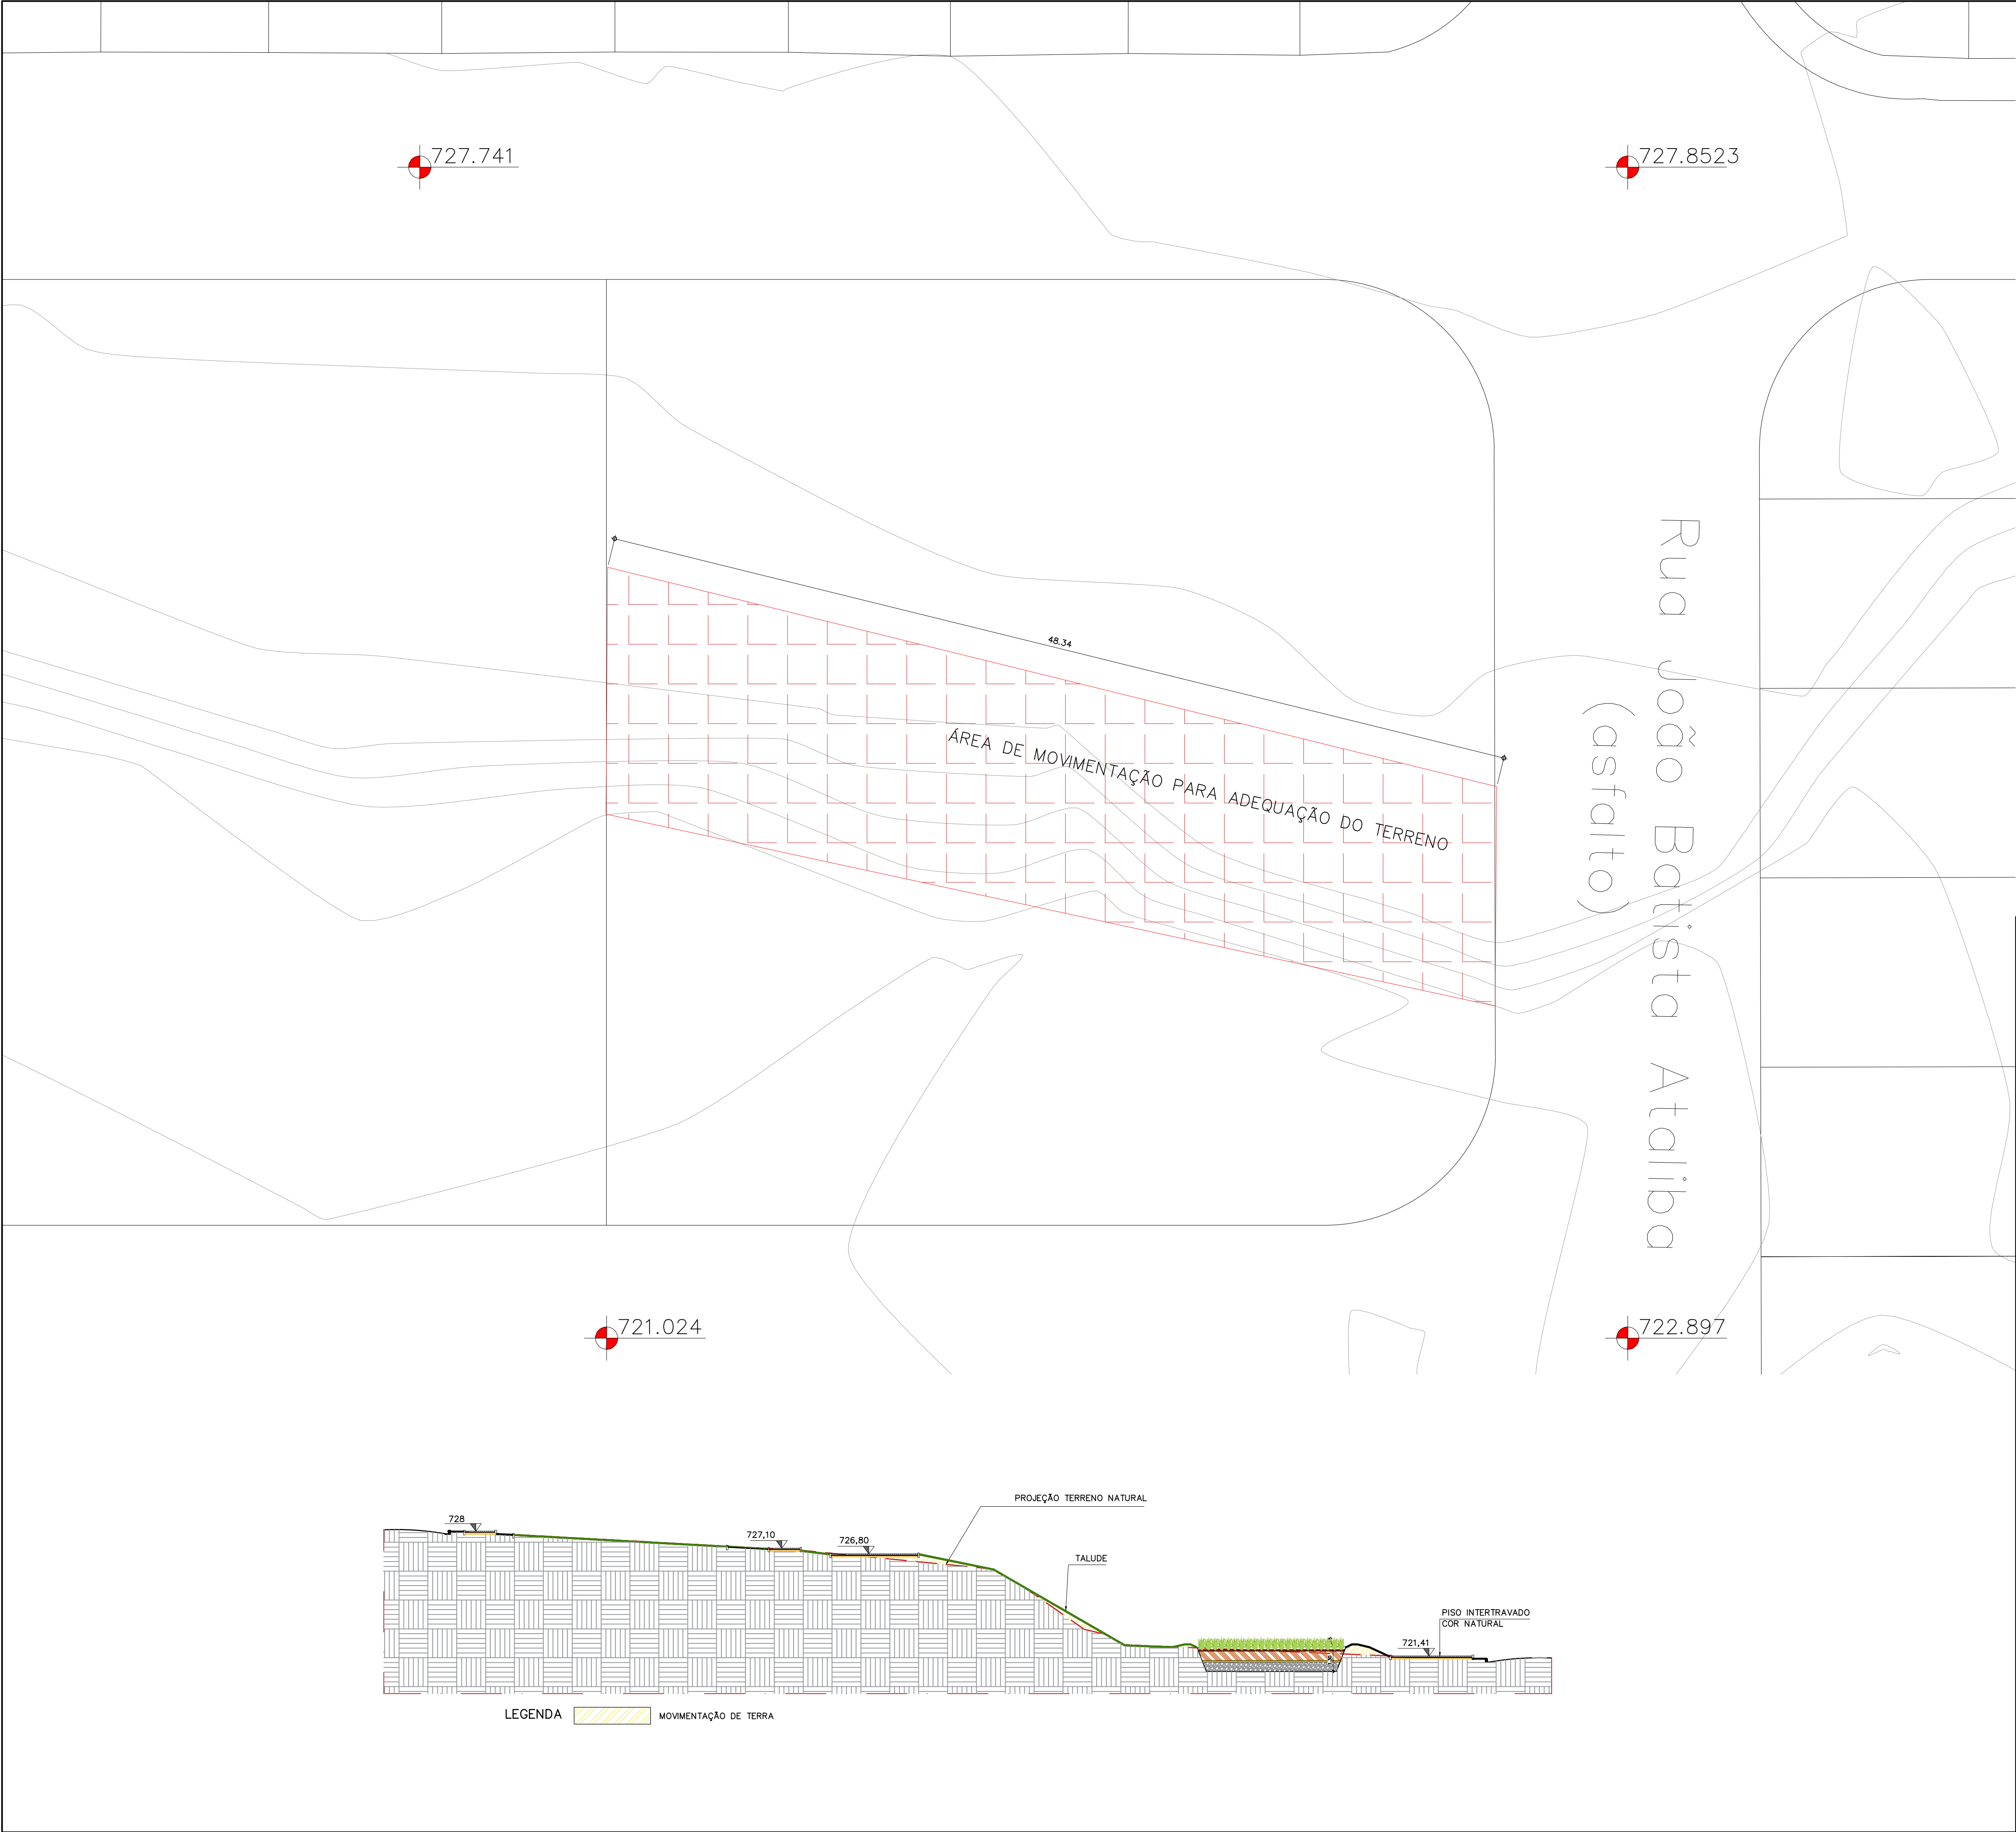 727.741
727.8523
48.34
ÁREA DE MOVIMENTAÇÃO PARA ADEQUAÇÃO DO TERRENO
Rua João Batista Ataliba
(asfalto)
721.024
722.897
PROJEÇÃO TERRENO NATURAL
728
727,10
726,80
TALUDE
PISO INTERTRAVADO
COR NATURAL
721,41
LEGENDA
MOVIMENTAÇÃO DE TERRA